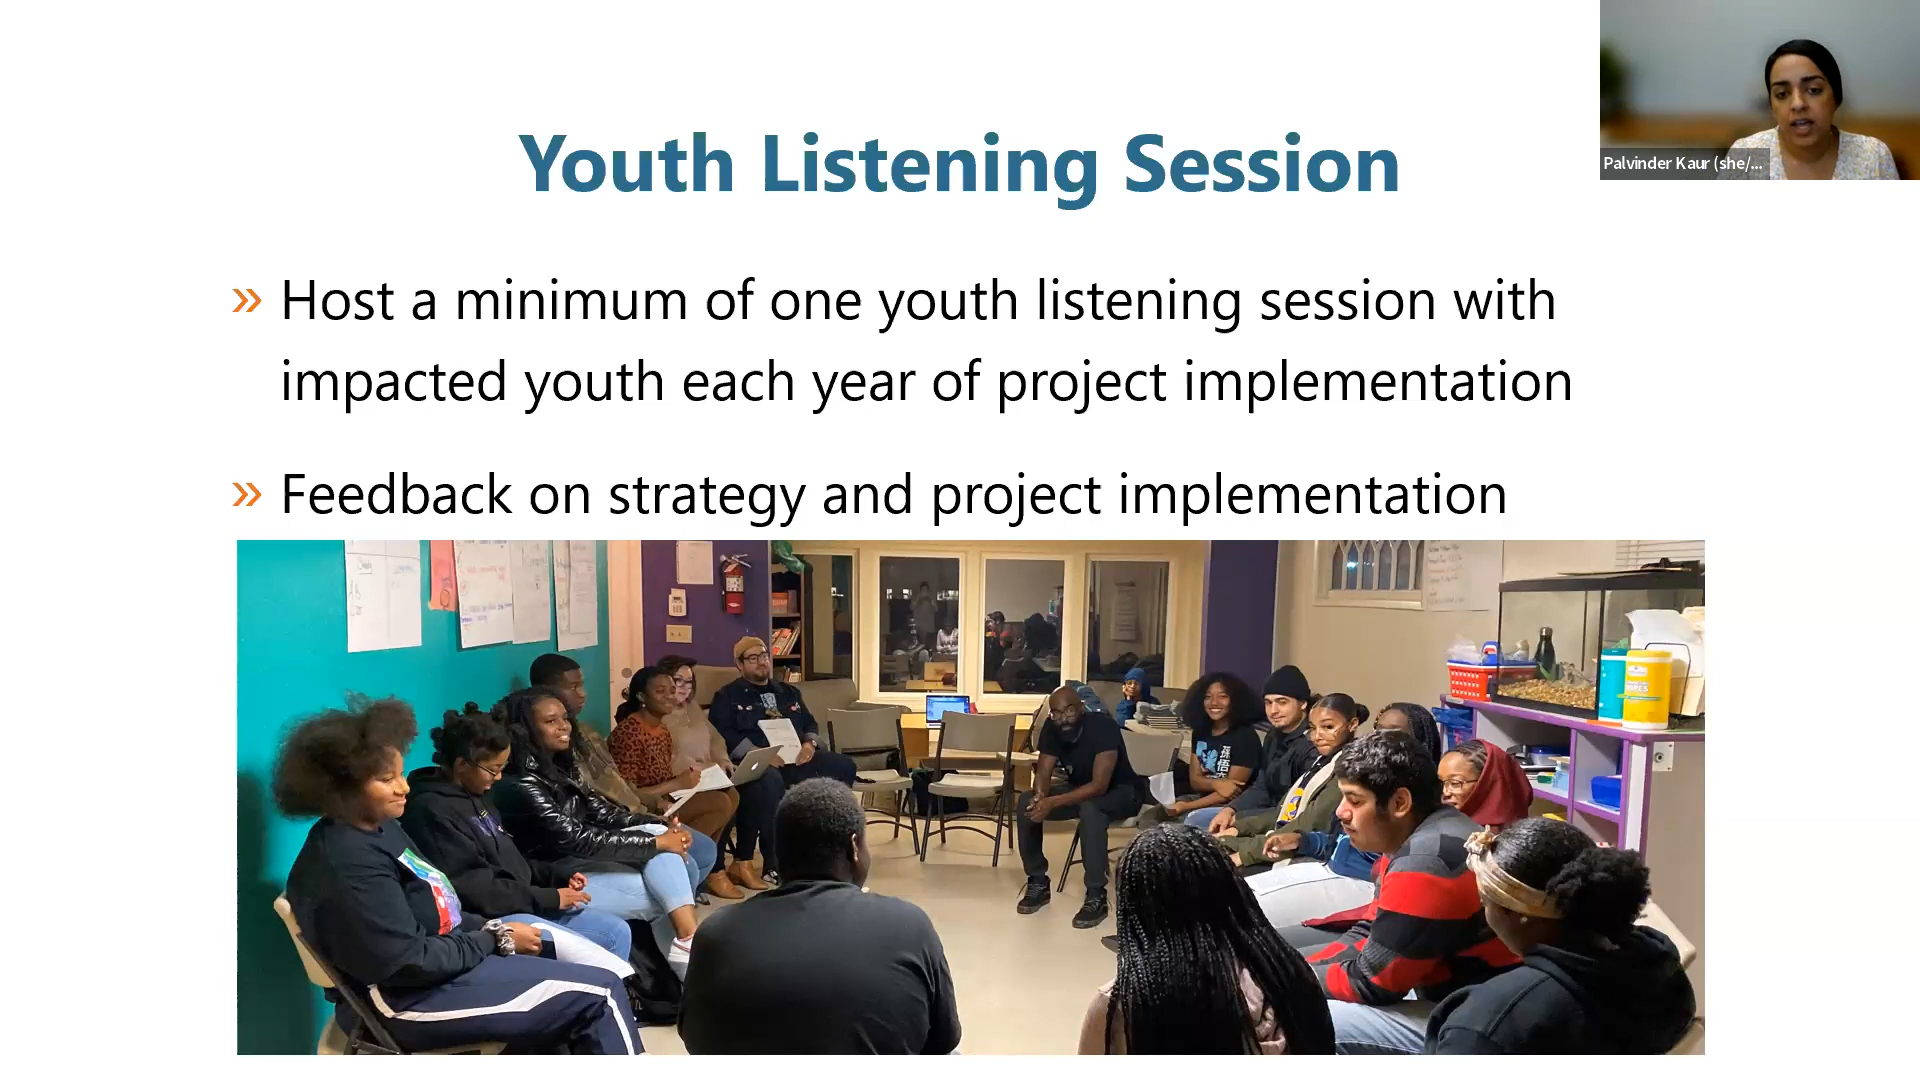 Youth Listening Session
Palvinder Kaur (she/...
» Host a minimum of one youth listening session with
impacted youth each year of project implementation
» Feedback on strategy and project implementation